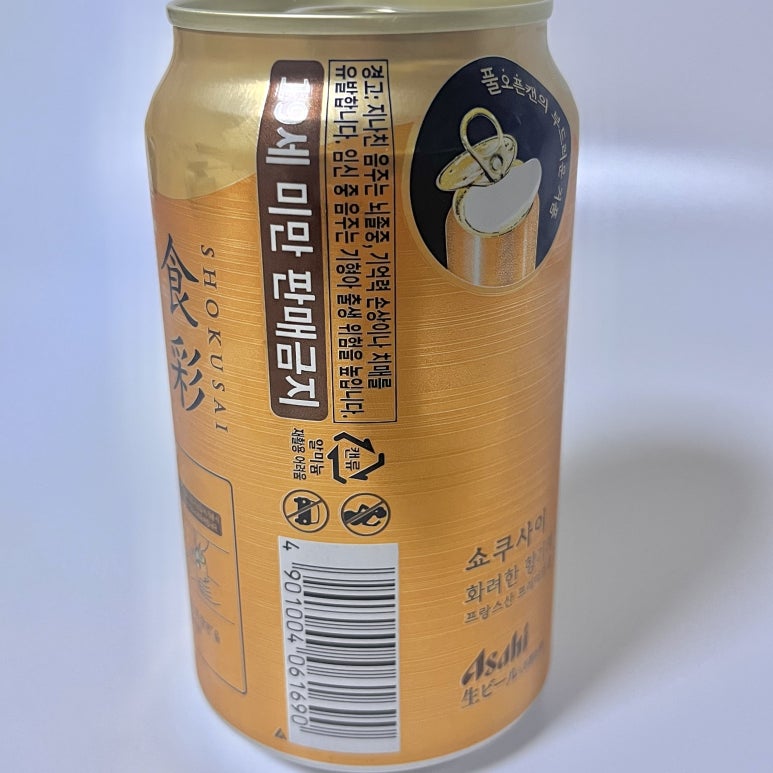 풀오픈캔의 부드러운 거품
食彩
SHOKUSAI
19세 미만 판매금지
경고: 지나친 음주는 뇌졸중, 기억력 손상이나 치매를
유발합니다. 임신 중 음주는 기형아 출생 위험을 높입니다.
캔류
알미늄
재활용 어려움
4 901004 061690
쇼쿠사이
화려한
프랑스산
Asahi
生ビール